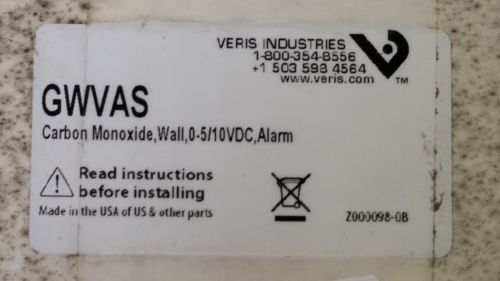 VERIS INDUSTRIES
1-800-354-8556
+1 503 598 4564
www.veris.com
TM
GWVAS
Carbon Monoxide,Wall,0-5/10VDC,Alarm
Read instructions
before installing
Made in the USA of US & other parts
Z000098-0B